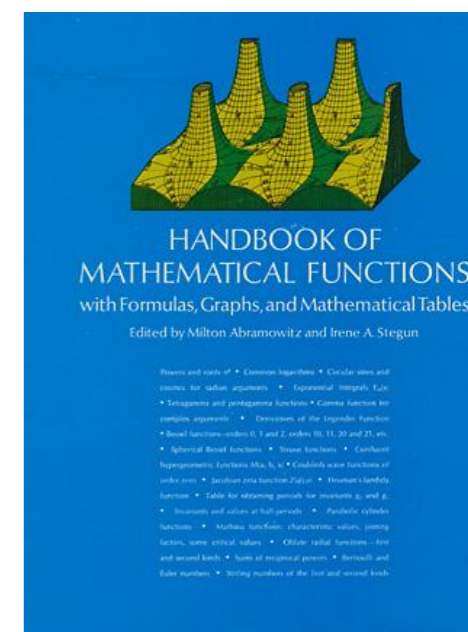 HANDBOOK OF
MATHEMATICAL FUNCTIONS
with Formulas, Graphs, and Mathematical Tables
Edited by Milton Abramowitz and Irene A. Stegun
Powers and roots of • Common logarithms • Circular sines and
cosines for radian arguments • Exponential integrals
• Tetragamma and pentagamma functions • Gamma function for
complex arguments • Derivatives of the Legendre Function
• Bessel functions—orders 0, 1 and 2, orders 10, 11, 20 and 21, etc.
• Spherical Bessel functions • Struve functions • Confluent
hypergeometric functions M(a, b, x) • Coulomb wave functions of
order zero • Jacobian zeta function • Heuman's lambda
function • Table for obtaining periods for invariants g₂ and g₃
• Invariants and values at half-periods • Parabolic cylinder
functions • Mathieu functions: characteristic values, joining
factors, some critical values • Oblate radial functions—first
and second kinds • Sums of reciprocal powers • Bernoulli and
Euler numbers • Stirling numbers of the first and second kinds